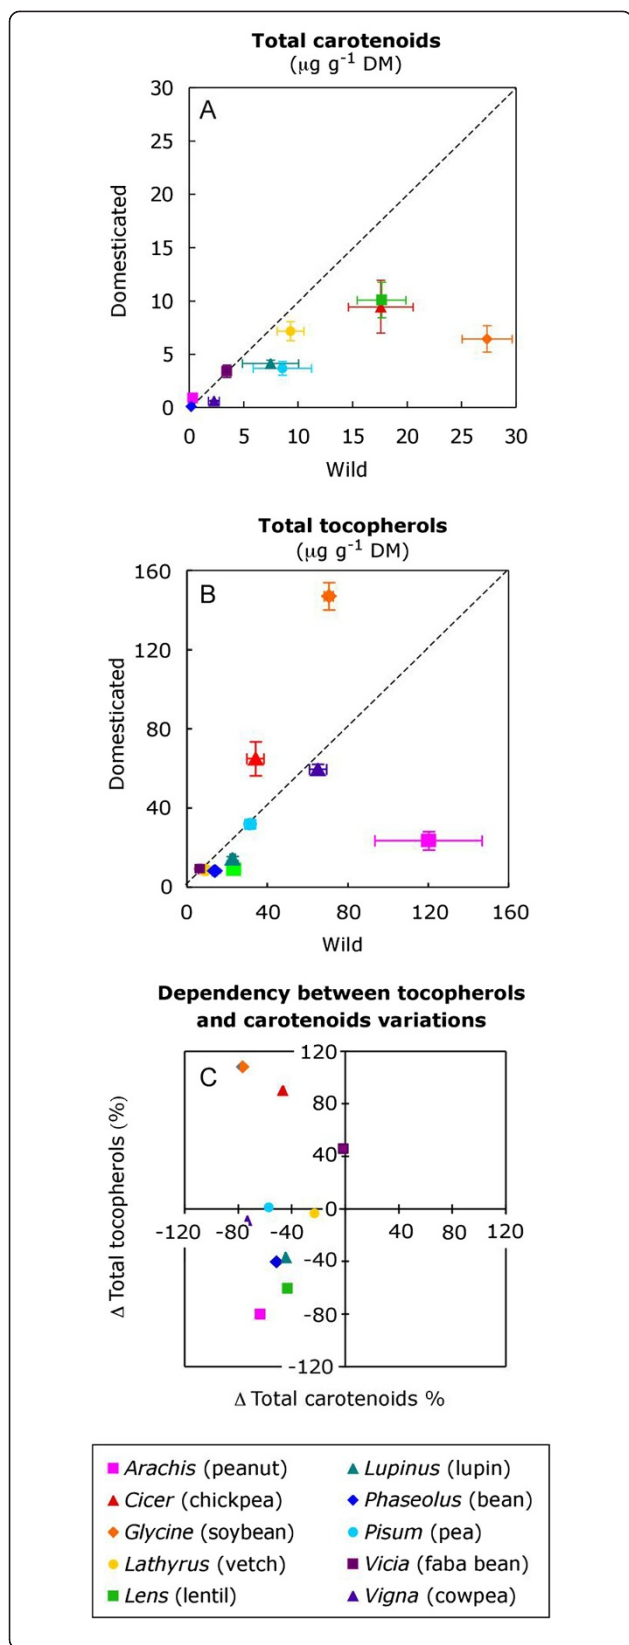 Total carotenoids
(μg g⁻¹ DM)
A
30
25
20
15
10
5
0
Domesticated
0 5 10 15 20 25 30
Wild
Total tocopherols
(μg g⁻¹ DM)
B
160
120
80
40
0
Domesticated
0 40 80 120 160
Wild
Dependency between tocopherols
and carotenoids variations
C
120
80
40
0
-120 -80 -40 40 80 120
-40
-80
-120
Δ Total tocopherols (%)
Δ Total carotenoids %
Arachis (peanut)
Cicer (chickpea)
Glycine (soybean)
Lathyrus (vetch)
Lens (lentil)
Lupinus (lupin)
Phaseolus (bean)
Pisum (pea)
Vicia (faba bean)
Vigna (cowpea)